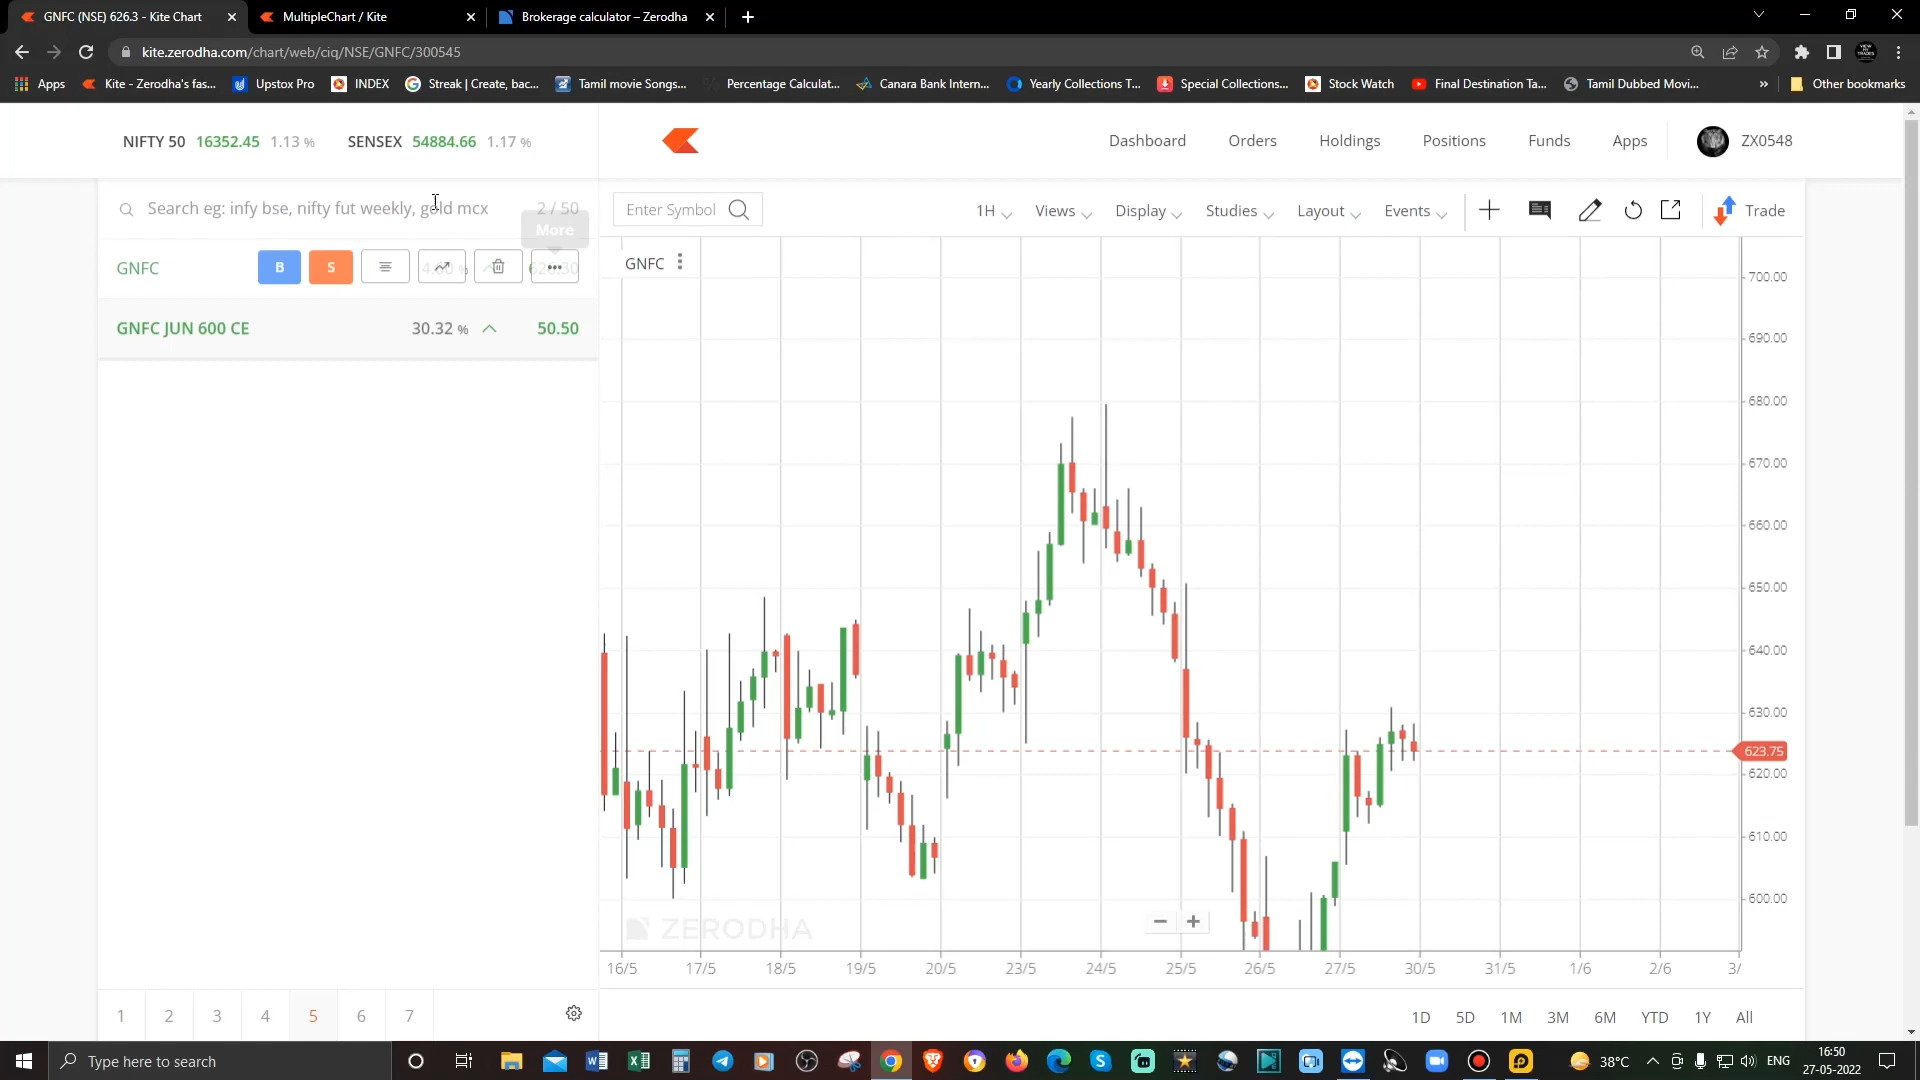 GNFC (NSE) 626.3 - Kite Chart
MultipleChart / Kite
Brokerage calculator – Zerodha
kite.zerodha.com/chart/web/ciq/NSE/GNFC/300545
Apps
Kite - Zerodha's fas...
Upstox Pro
INDEX
Streak | Create, bac...
Tamil movie Songs...
Percentage Calculat...
Canara Bank Intern...
Yearly Collections T...
Special Collections...
Stock Watch
Final Destination Ta...
Tamil Dubbed Movi...
»
Other bookmarks
NIFTY 50 16352.45 1.13 %
SENSEX 54884.66 1.17 %
Dashboard
Orders
Holdings
Positions
Funds
Apps
ZX0548
Search eg: infy bse, nifty fut weekly, gold mcx
2 / 50
More
Enter Symbol
1H
Views
Display
Studies
Layout
Events
Trade
GNFC
B
S
GNFC
GNFC JUN 600 CE 30.32 % 50.50
700.00
690.00
680.00
670.00
660.00
650.00
640.00
630.00
623.75
620.00
610.00
600.00
ZERODHA
16/5 17/5 18/5 19/5 20/5 23/5 24/5 25/5 26/5 27/5 30/5 31/5 1/6 2/6 3/
1 2 3 4 5 6 7
1D 5D 1M 3M 6M YTD 1Y All
Type here to search
38°C
ENG
16:50
27-05-2022